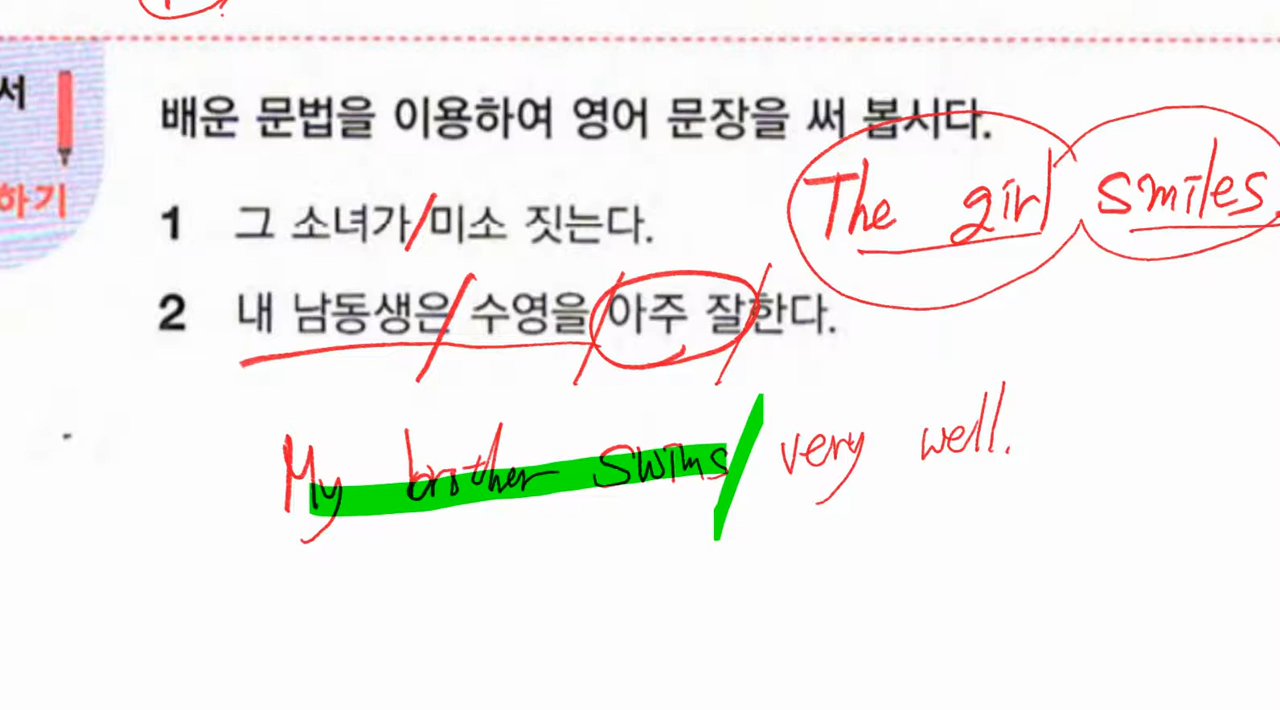 서
하기
배운 문법을 이용하여 영어 문장을 써 봅시다.
1 그 소녀가/미소 짓는다.
The girl smiles.
2 내 남동생은/수영을/아주 잘/한다.
My brother swims/very well.